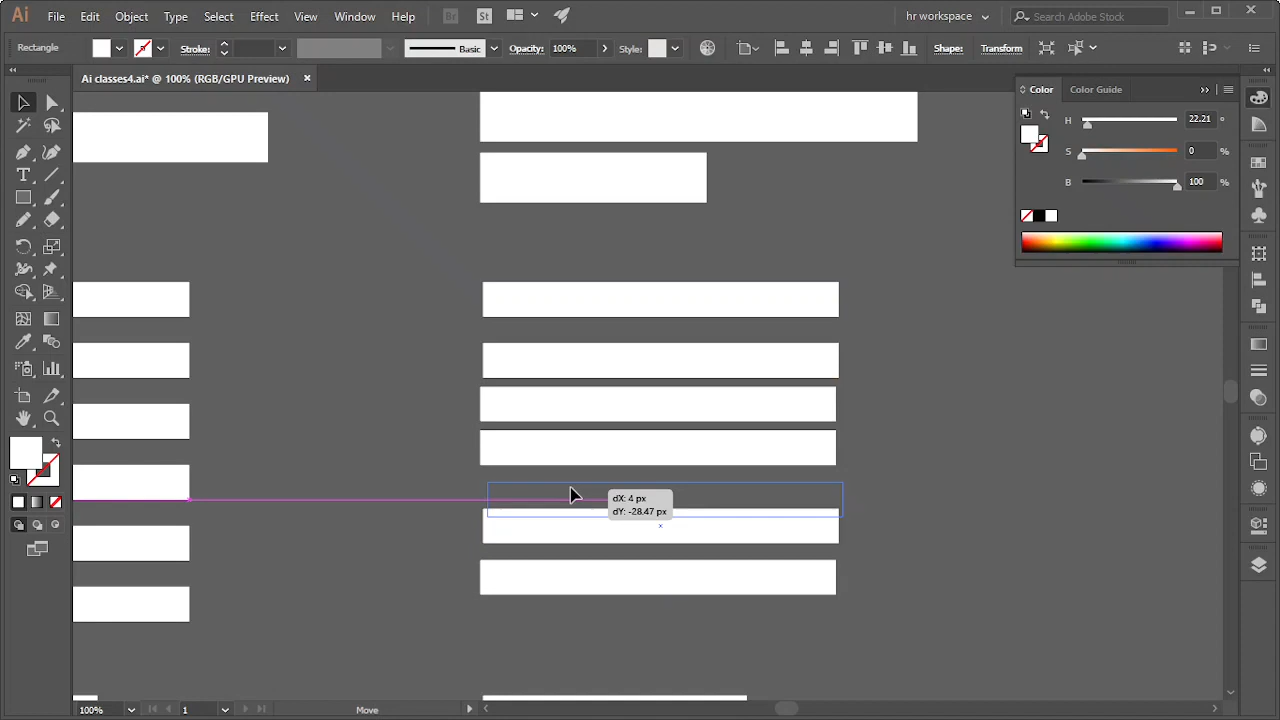 Ai File Edit Object Type Select Effect View Window Help Br St hr workspace Search Adobe Stock
Rectangle Stroke: Basic Opacity: 100% Style: Shape: Transform
Ai classes4.ai* @ 100% (RGB/GPU Preview) ×
Color Color Guide
H 22.21 °
S 0 %
B 100 %
dX: 4 px
dY: -28.47 px
100% 1 Move